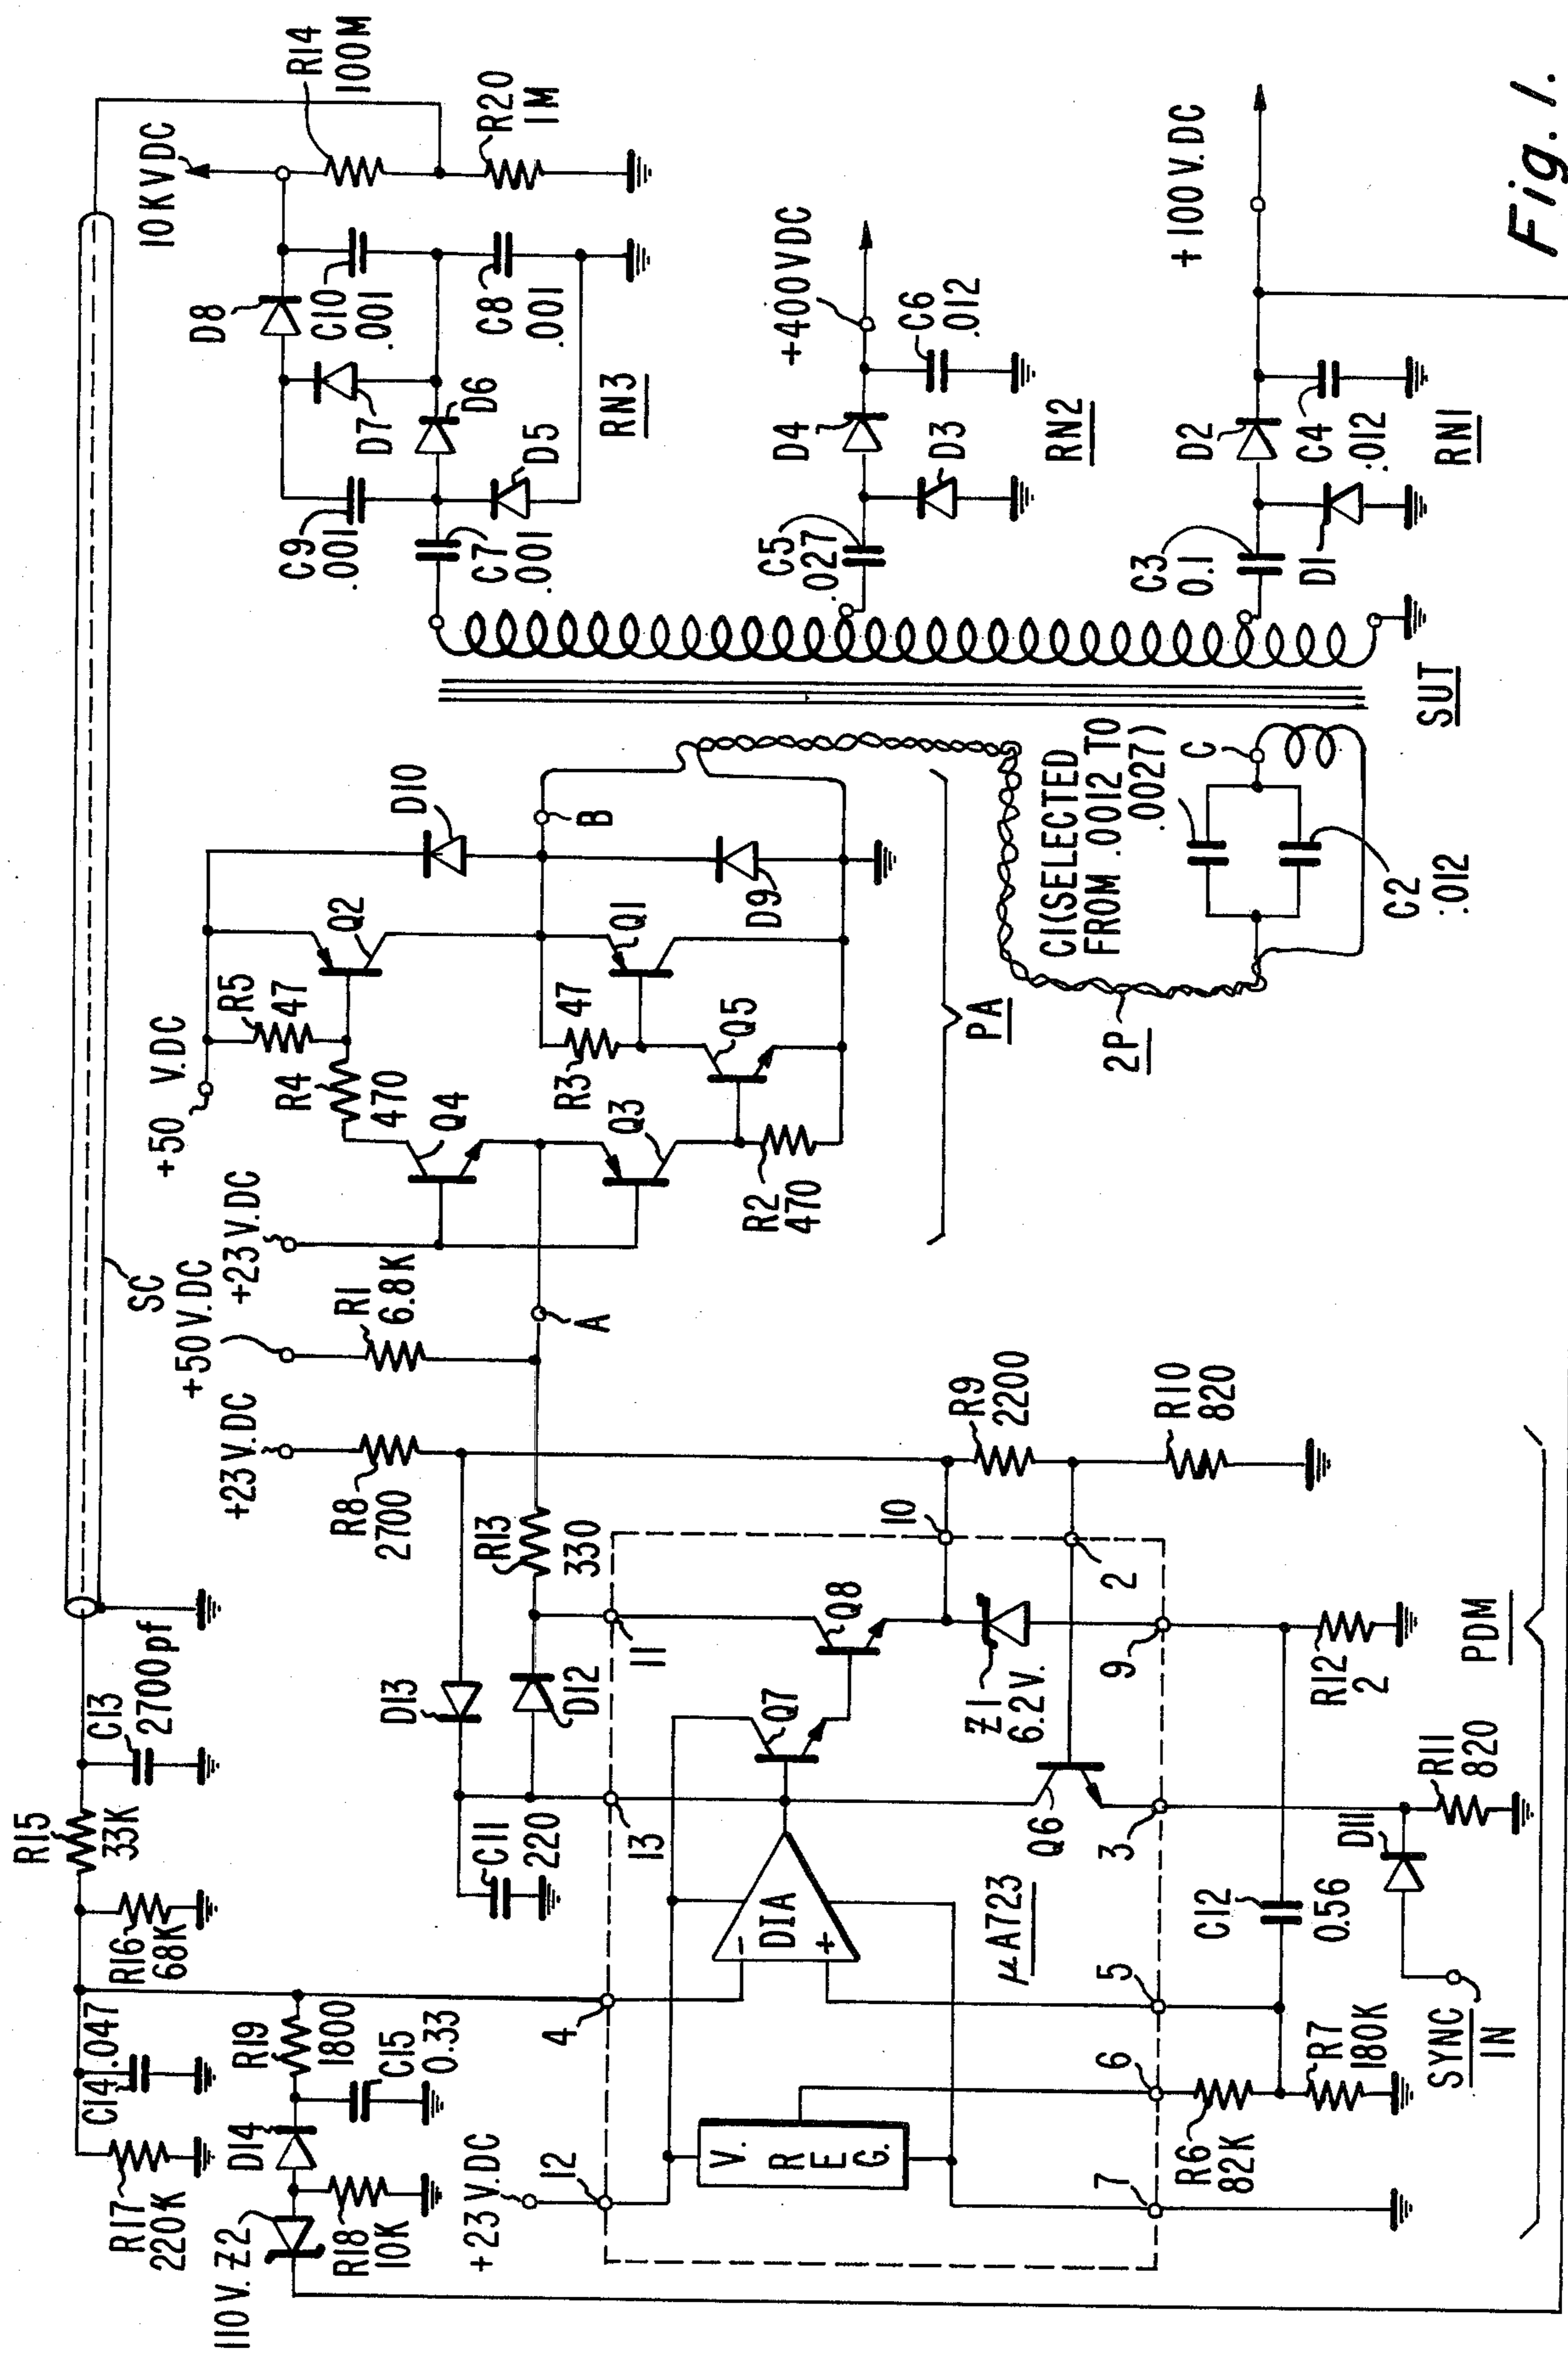 SC
R15
33K
C13
2700pf
R16
68K
C14
.047
R17
220K
R19
1800
C15
0.33
D14
R18
10K
110V. Z2
+23 V.DC
12
4
+23V.DC
R8
2700
+50V.DC
R1
6.8K
+23V.DC
A
D13
R13
330
D12
C11
220
13
11
10
2
V.
REG.
DIA
-
+
Q7
Q8
Q6
Z1
6.2V.
µA723
7
6
5
3
9
R9
2200
R10
820
R6
82K
R7
180K
C12
0.56
SYNC
IN
D11
R11
820
R12
2
PDM
+50 V.DC
R5
47
R4
470
Q2
Q4
Q3
R3
47
Q1
Q5
R2
470
D10
D9
B
PA
2P
C1(SELECTED
FROM .0012 TO
.0027)
C
C2
.012
SUT
10KVDC
R14
100M
R20
1M
D8
C10
.001
D7
C9
.001
C8
.001
D6
D5
C7
.001
RN3
+400VDC
C6
.012
D4
D3
C5
.027
RN2
+100V.DC
D2
C4
.012
C3
0.1
D1
RN1
Fig. 1.